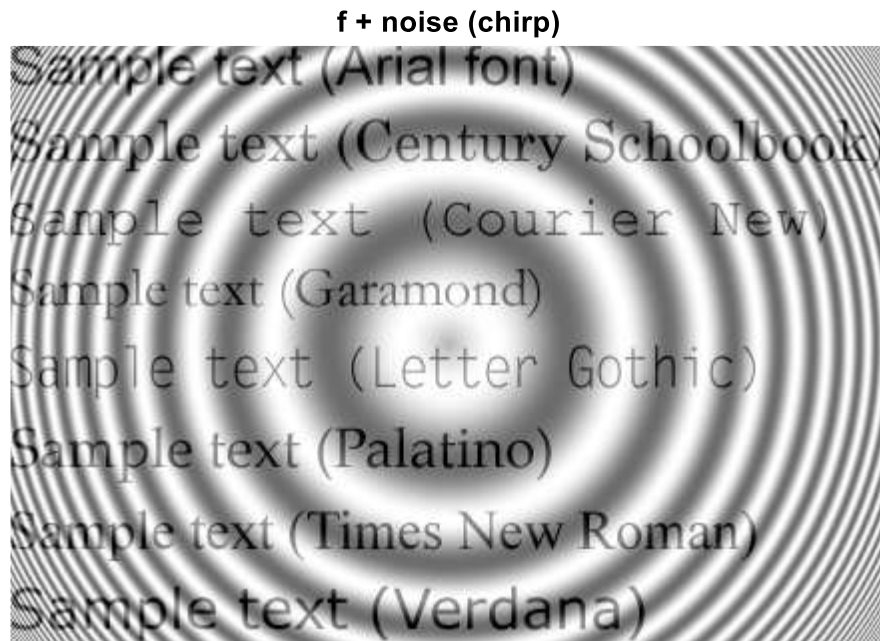 f + noise (chirp)
Sample text (Arial font)
Sample text (Century Schoolbook)
Sample text (Courier New)
Sample text (Garamond)
Sample text (Letter Gothic)
Sample text (Palatino)
Sample text (Times New Roman)
Sample text (Verdana)